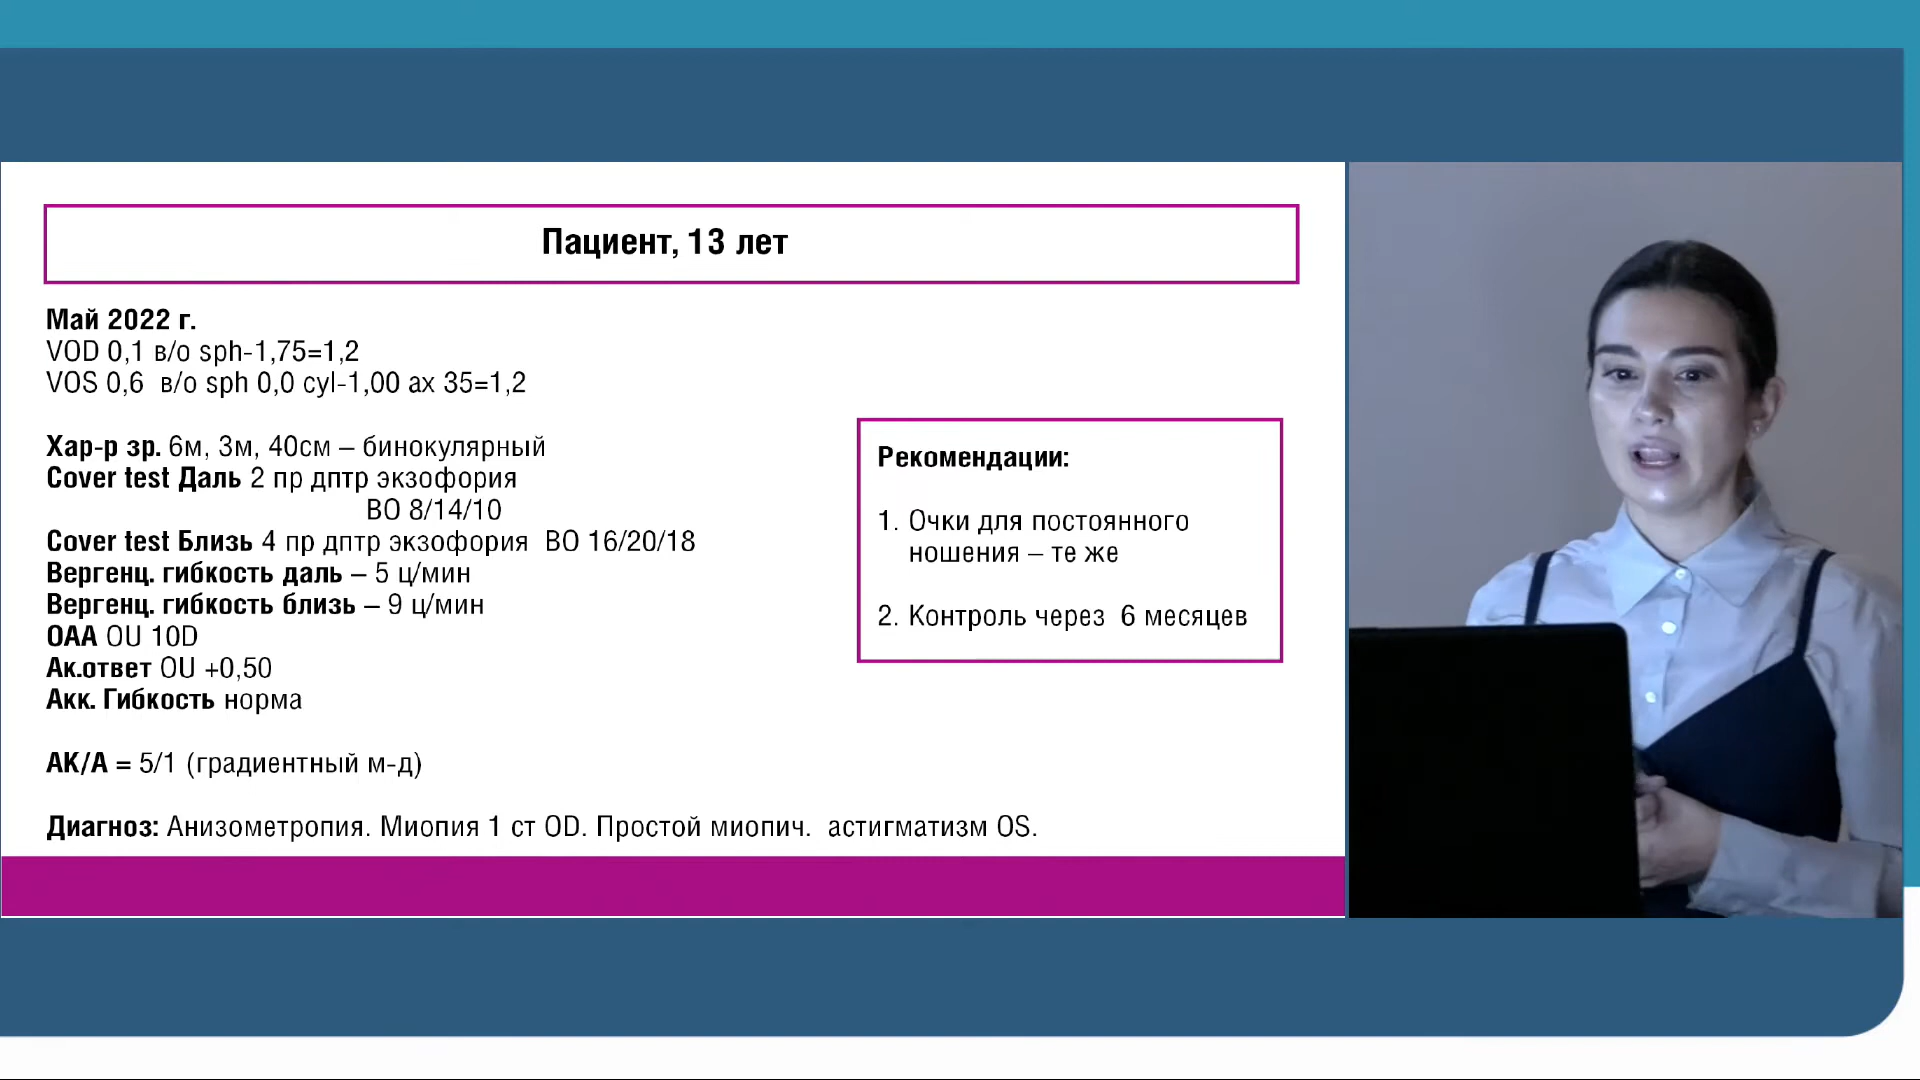 Пациент, 13 лет
Май 2022 г.
VOD 0,1 в/о sph-1,75=1,2
VOS 0,6 в/о sph 0,0 cyl-1,00 ax 35=1,2
Хар-р зр. 6м, 3м, 40см – бинокулярный
Cover test Даль 2 пр дптр экзофория
ВО 8/14/10
Cover test Близь 4 пр дптр экзофория ВО 16/20/18
Вергенц. гибкость даль – 5 ц/мин
Вергенц. гибкость близь – 9 ц/мин
ОАА OU 10D
Ак.ответ OU +0,50
Акк. Гибкость норма
АК/А = 5/1 (градиентный м-д)
Диагноз: Анизометропия. Миопия 1 ст OD. Простой миопич. астигматизм OS.
Рекомендации:
1. Очки для постоянного
ношения – те же
2. Контроль через 6 месяцев